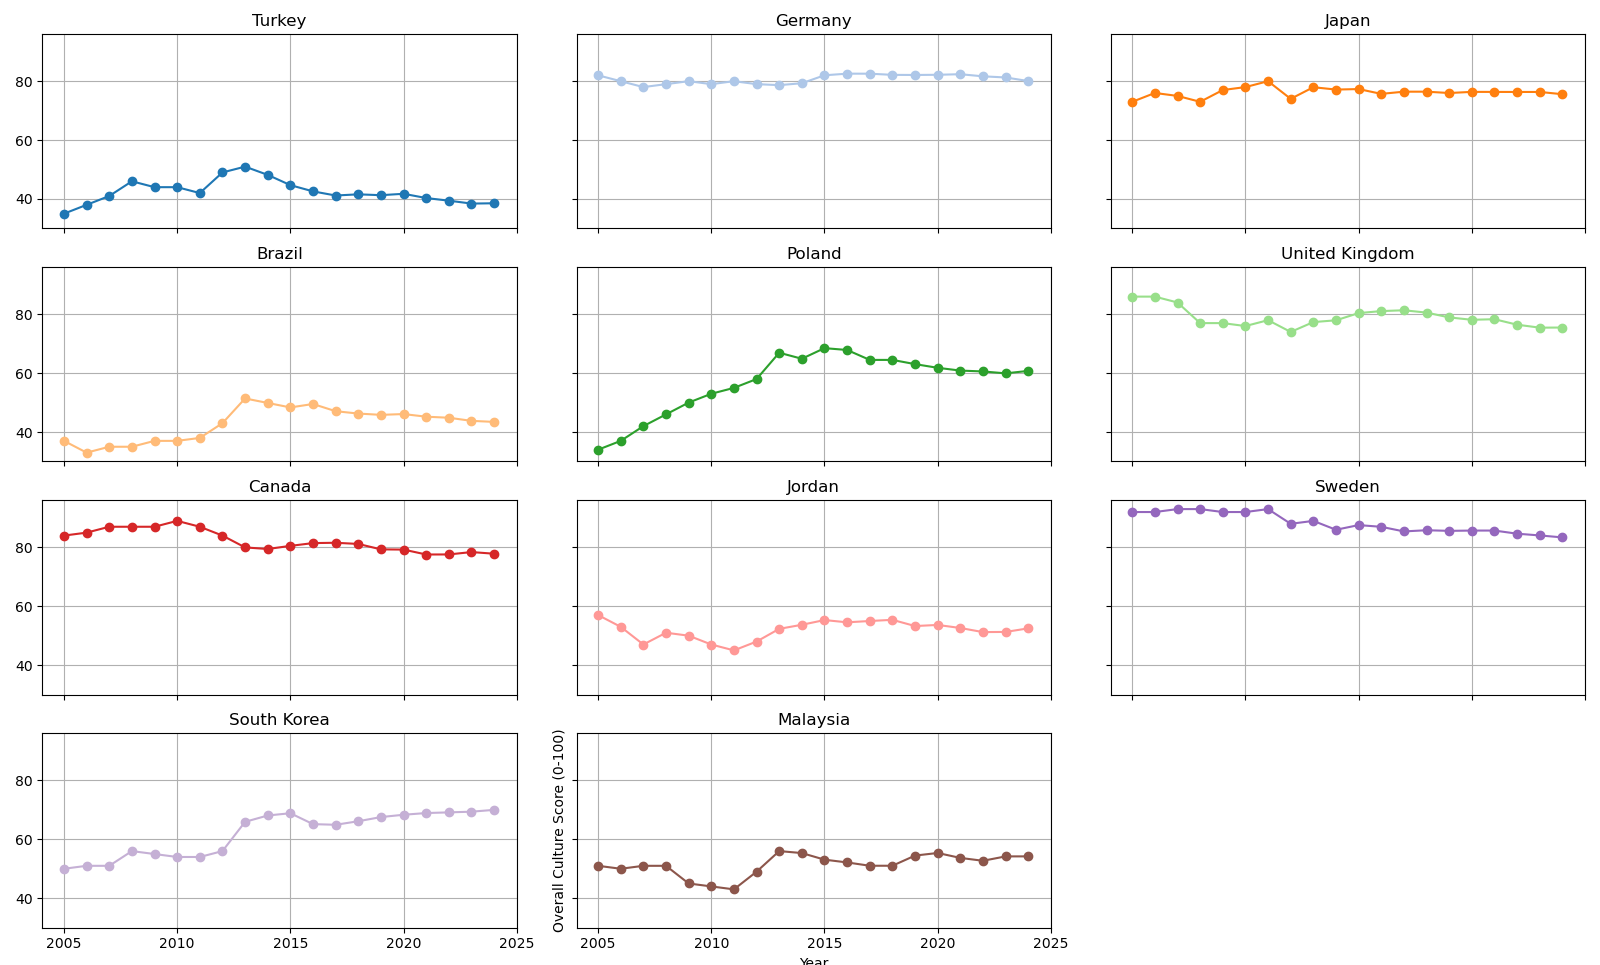 Turkey
Germany
Japan
80
60
40
Brazil
Poland
United Kingdom
80
60
40
Canada
Jordan
Sweden
80
60
40
South Korea
Malaysia
80
60
40
Overall Culture Score (0-100)
2005 2010 2015 2020 2025
2005 2010 2015 2020 2025
Year